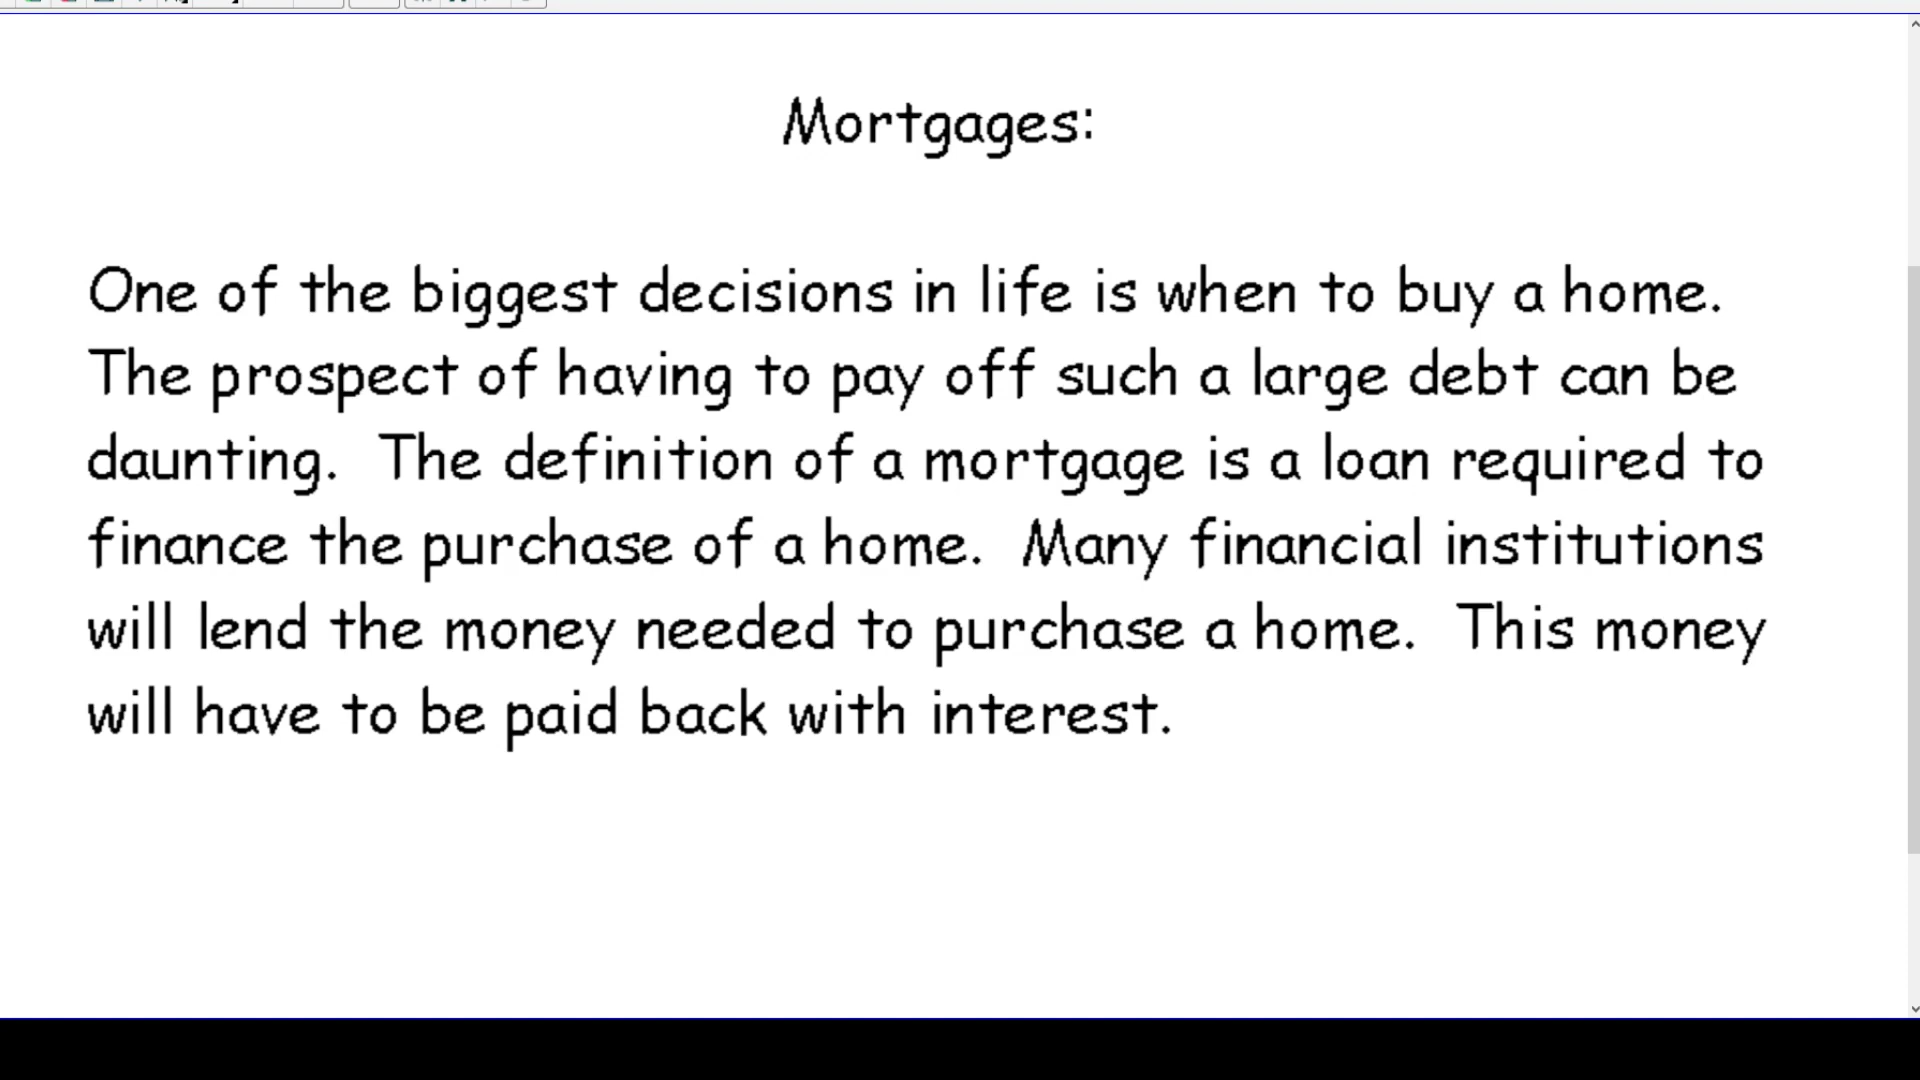 Mortgages:
One of the biggest decisions in life is when to buy a home.
The prospect of having to pay off such a large debt can be
daunting.  The definition of a mortgage is a loan required to
finance the purchase of a home.  Many financial institutions
will lend the money needed to purchase a home.  This money
will have to be paid back with interest.